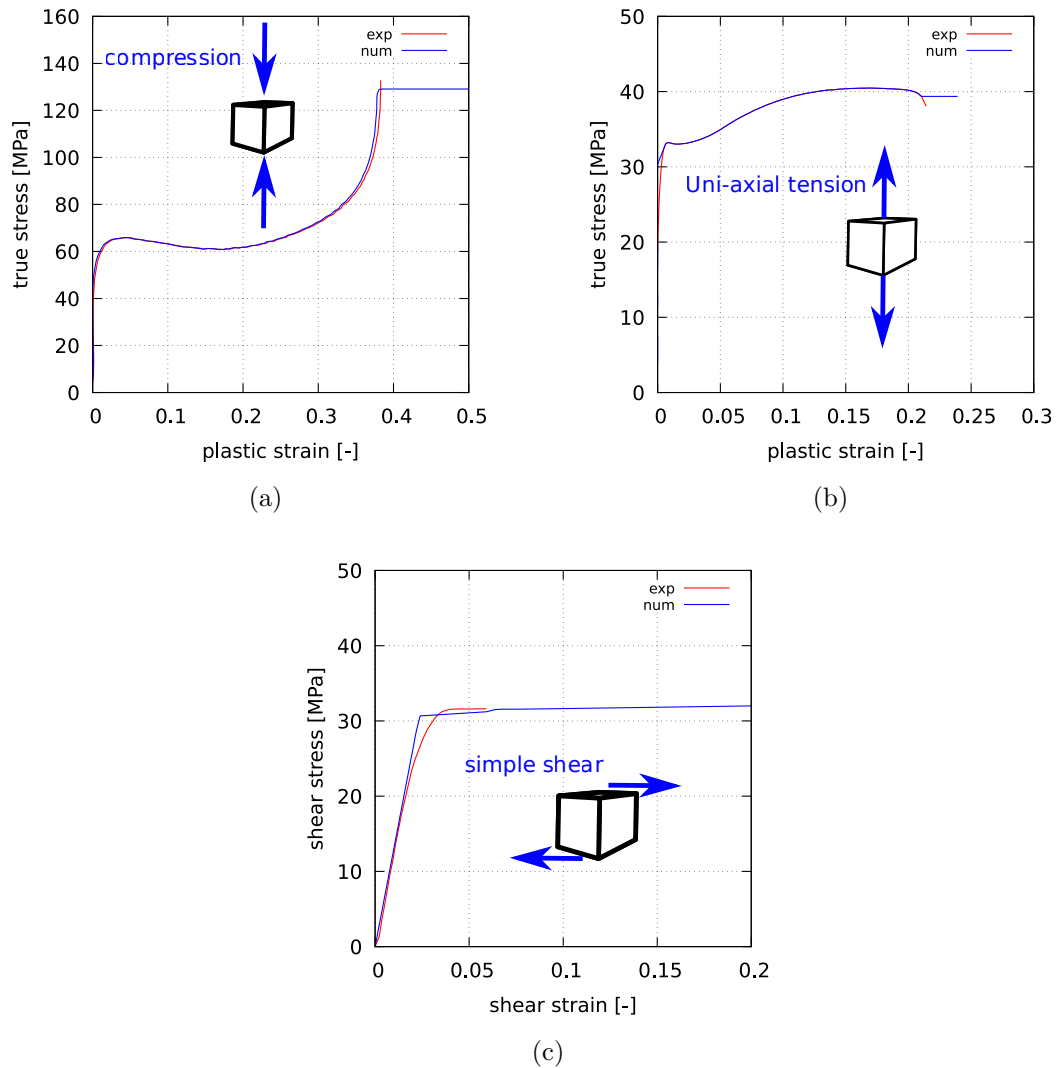 160
140
120
100
80
60
40
20
0
true stress [MPa]
exp
num
compression
0 0.1 0.2 0.3 0.4 0.5
plastic strain [-]
(a)
50
40
30
20
10
0
true stress [MPa]
exp
num
Uni-axial tension
0 0.05 0.1 0.15 0.2 0.25 0.3
plastic strain [-]
(b)
50
40
30
20
10
0
shear stress [MPa]
exp
num
simple shear
0 0.05 0.1 0.15 0.2
shear strain [-]
(c)